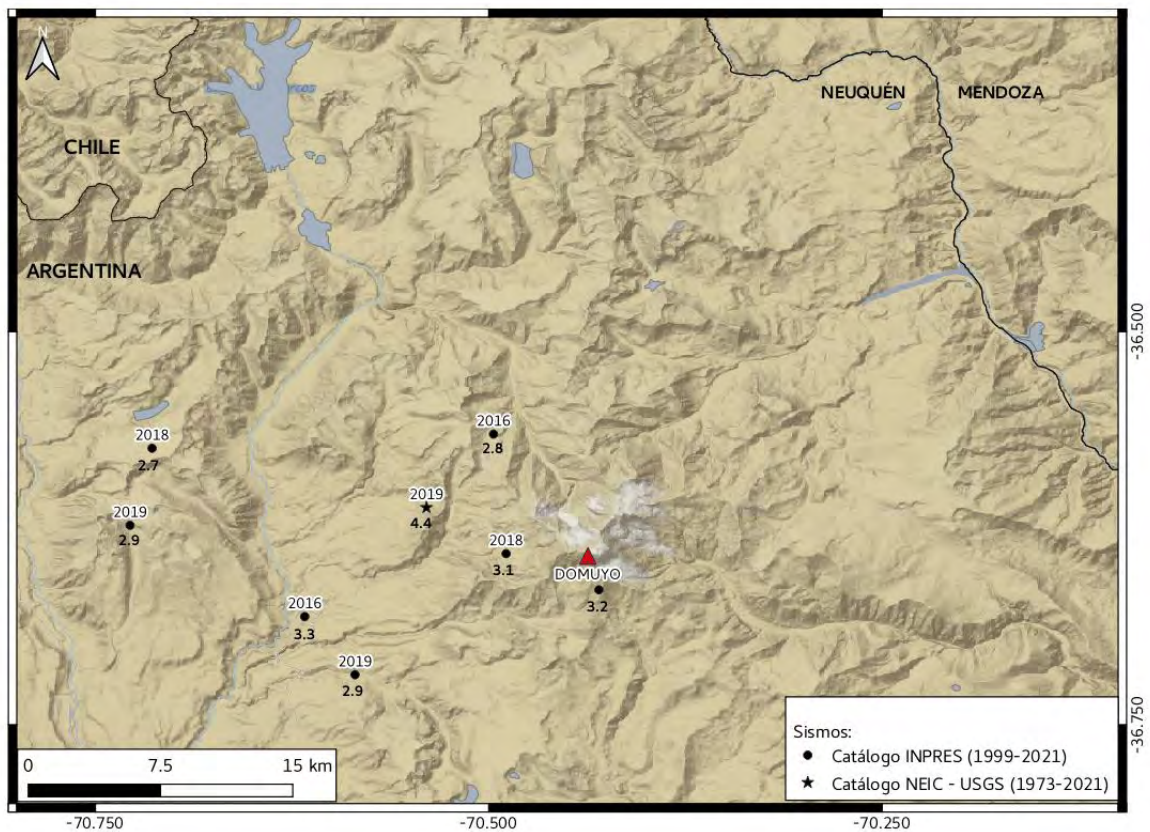 N
NEUQUÉN
MENDOZA
CHILE
ARGENTINA
-36.500
2016
2.8
2018
2.7
2019
4.4
2019
2.9
2018
3.1
DOMUYO
3.2
2016
3.3
2019
2.9
-36.750
Sismos:
Catálogo INPRES (1999-2021)
Catálogo NEIC - USGS (1973-2021)
0 7.5 15 km
-70.750
-70.500
-70.250